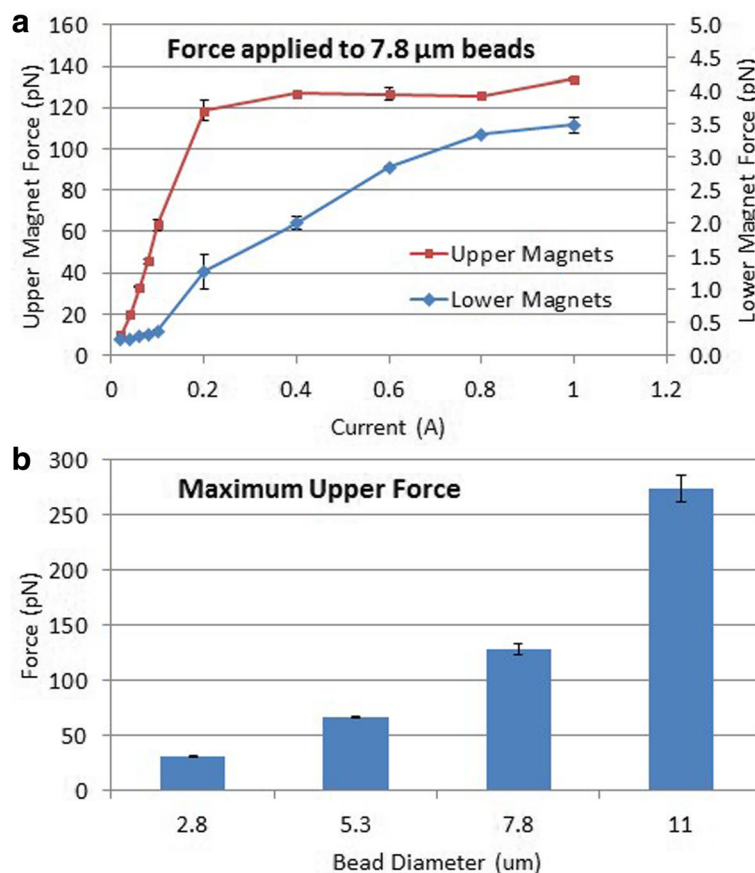 a
Force applied to 7.8 µm beads
Upper Magnet Force (pN)
160
140
120
100
80
60
40
20
0
Lower Magnet Force (pN)
5.0
4.5
4.0
3.5
3.0
2.5
2.0
1.5
1.0
0.5
0.0
Upper Magnets
Lower Magnets
0 0.2 0.4 0.6 0.8 1 1.2
Current (A)
b
Maximum Upper Force
Force (pN)
300
250
200
150
100
50
0
2.8 5.3 7.8 11
Bead Diameter (um)